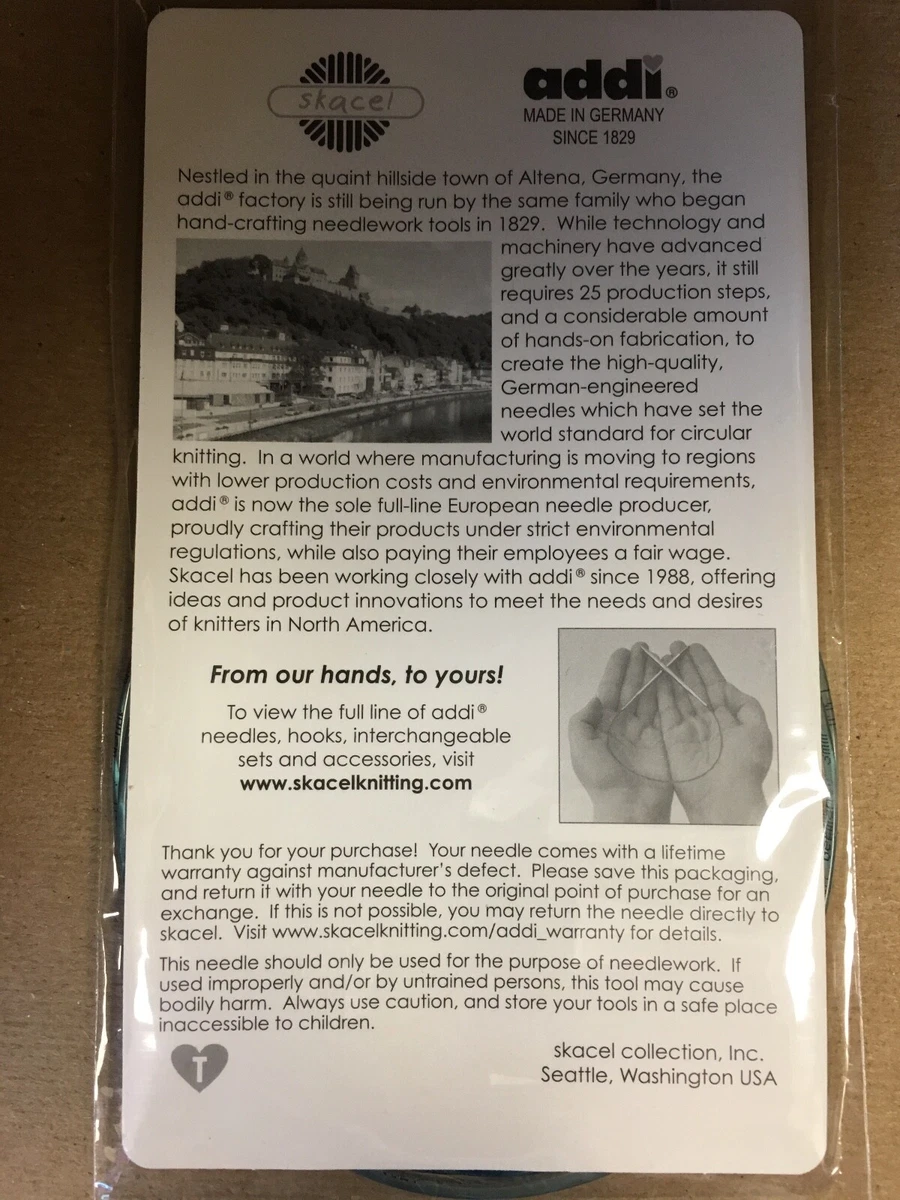 skacel
addi®
MADE IN GERMANY
SINCE 1829
Nestled in the quaint hillside town of Altena, Germany, the
addi® factory is still being run by the same family who began
hand-crafting needlework tools in 1829. While technology and
machinery have advanced
greatly over the years, it still
requires 25 production steps,
and a considerable amount
of hands-on fabrication, to
create the high-quality,
German-engineered
needles which have set the
world standard for circular
knitting. In a world where manufacturing is moving to regions
with lower production costs and environmental requirements,
addi® is now the sole full-line European needle producer,
proudly crafting their products under strict environmental
regulations, while also paying their employees a fair wage.
Skacel has been working closely with addi® since 1988, offering
ideas and product innovations to meet the needs and desires
of knitters in North America.
From our hands, to yours!
To view the full line of addi®
needles, hooks, interchangeable
sets and accessories, visit
www.skacelknitting.com
Thank you for your purchase! Your needle comes with a lifetime
warranty against manufacturer's defect. Please save this packaging,
and return it with your needle to the original point of purchase for an
exchange. If this is not possible, you may return the needle directly to
skacel. Visit www.skacelknitting.com/addi_warranty for details.
This needle should only be used for the purpose of needlework. If
used improperly and/or by untrained persons, this tool may cause
bodily harm. Always use caution, and store your tools in a safe place
inaccessible to children.
T
skacel collection, Inc.
Seattle, Washington USA